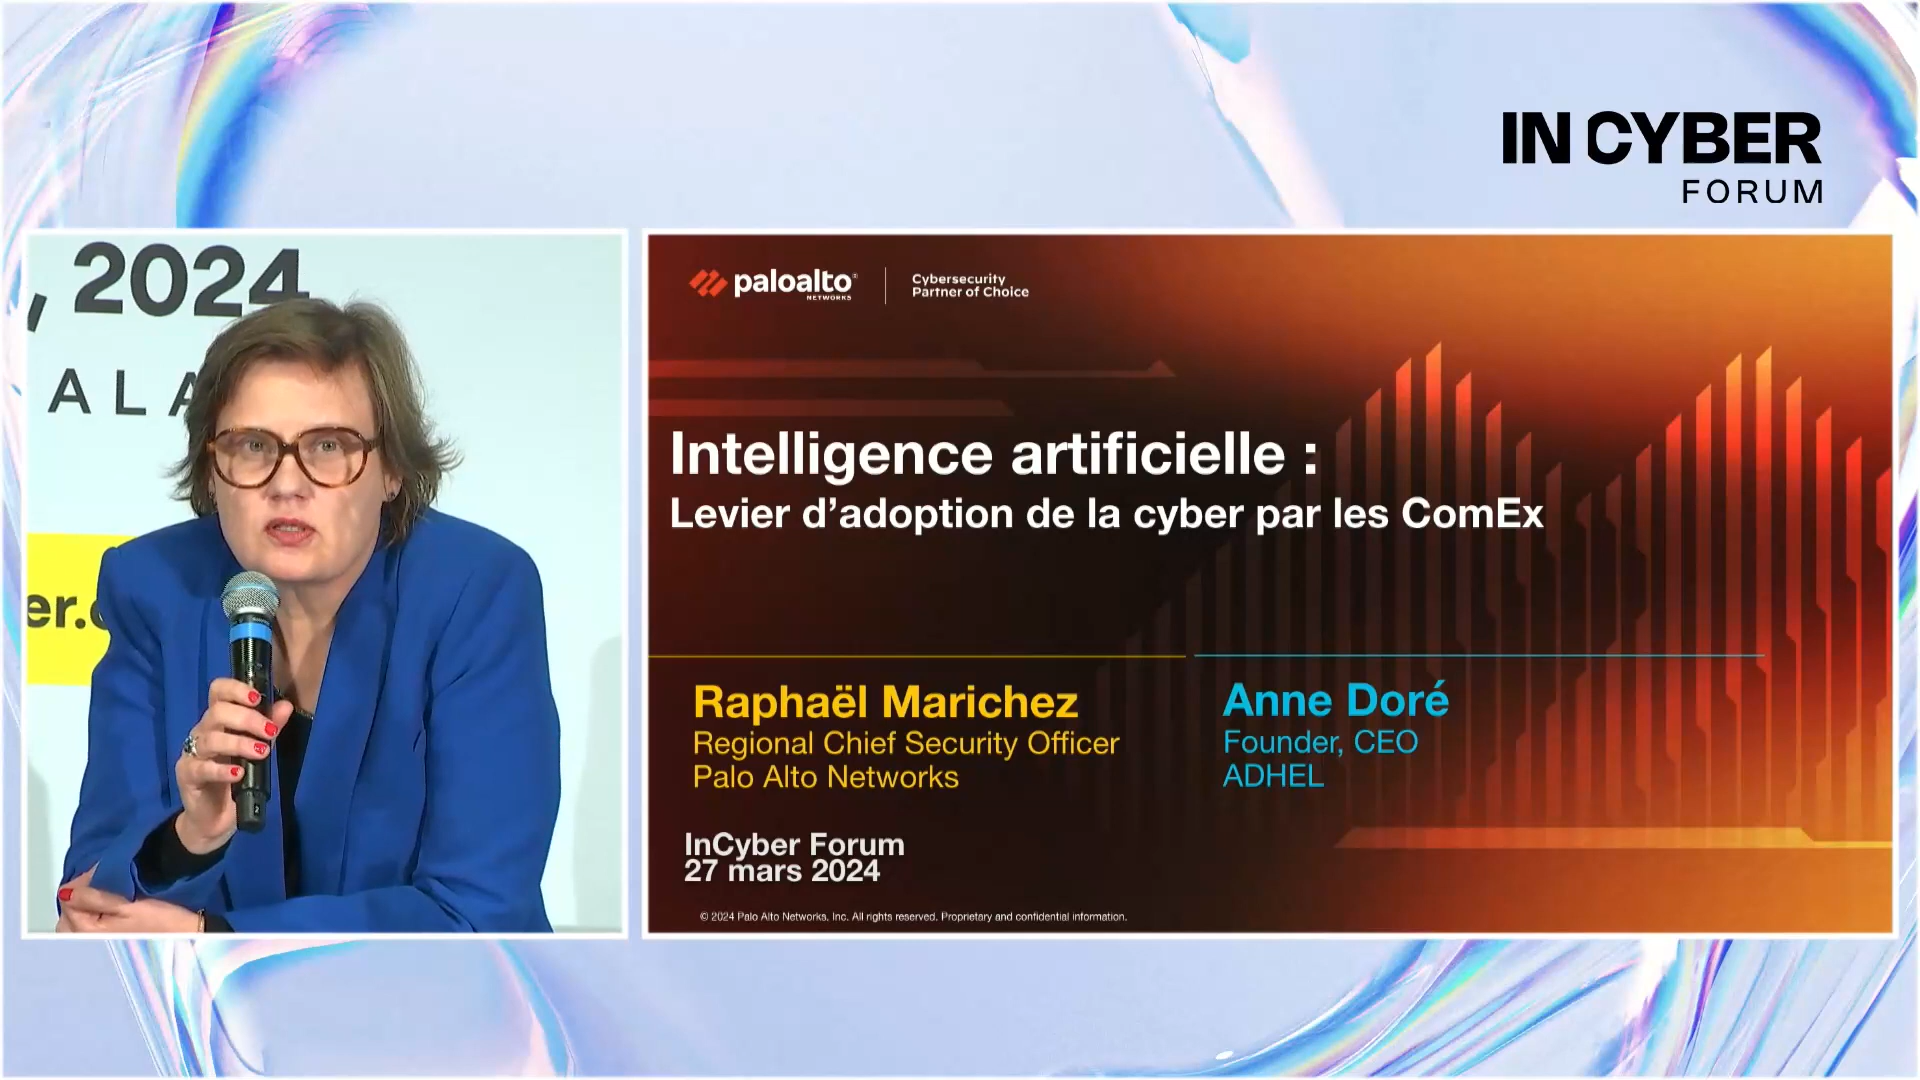 IN CYBER
FORUM
, 2024
A L A
er.c
paloalto
NETWORKS
Cybersecurity
Partner of Choice
Intelligence artificielle :
Levier d’adoption de la cyber par les ComEx
Raphaël Marichez
Regional Chief Security Officer
Palo Alto Networks
Anne Doré
Founder, CEO
ADHEL
InCyber Forum
27 mars 2024
© 2024 Palo Alto Networks, Inc. All rights reserved. Proprietary and confidential information.